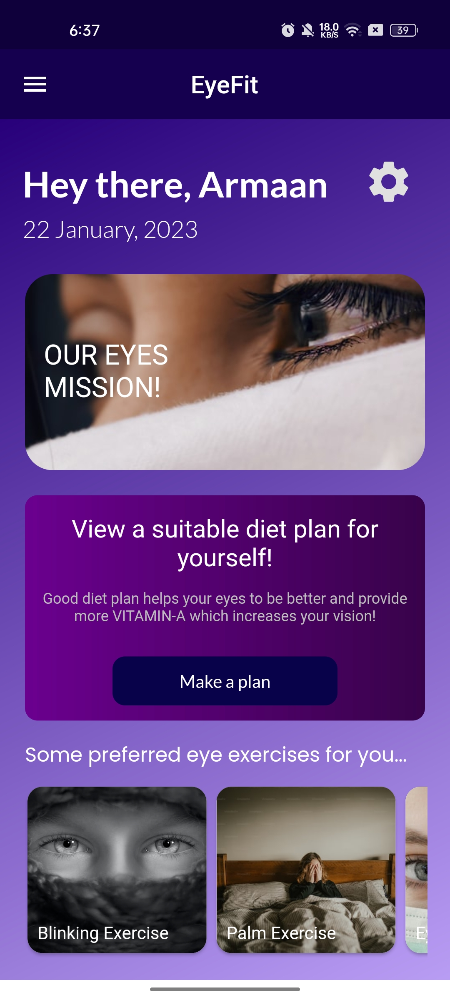 6:37
18.0
KB/S
39
EyeFit
Hey there, Armaan
22 January, 2023
OUR EYES
MISSION!
View a suitable diet plan for
yourself!
Good diet plan helps your eyes to be better and provide
more VITAMIN-A which increases your vision!
Make a plan
Some preferred eye exercises for you...
Blinking Exercise
Palm Exercise